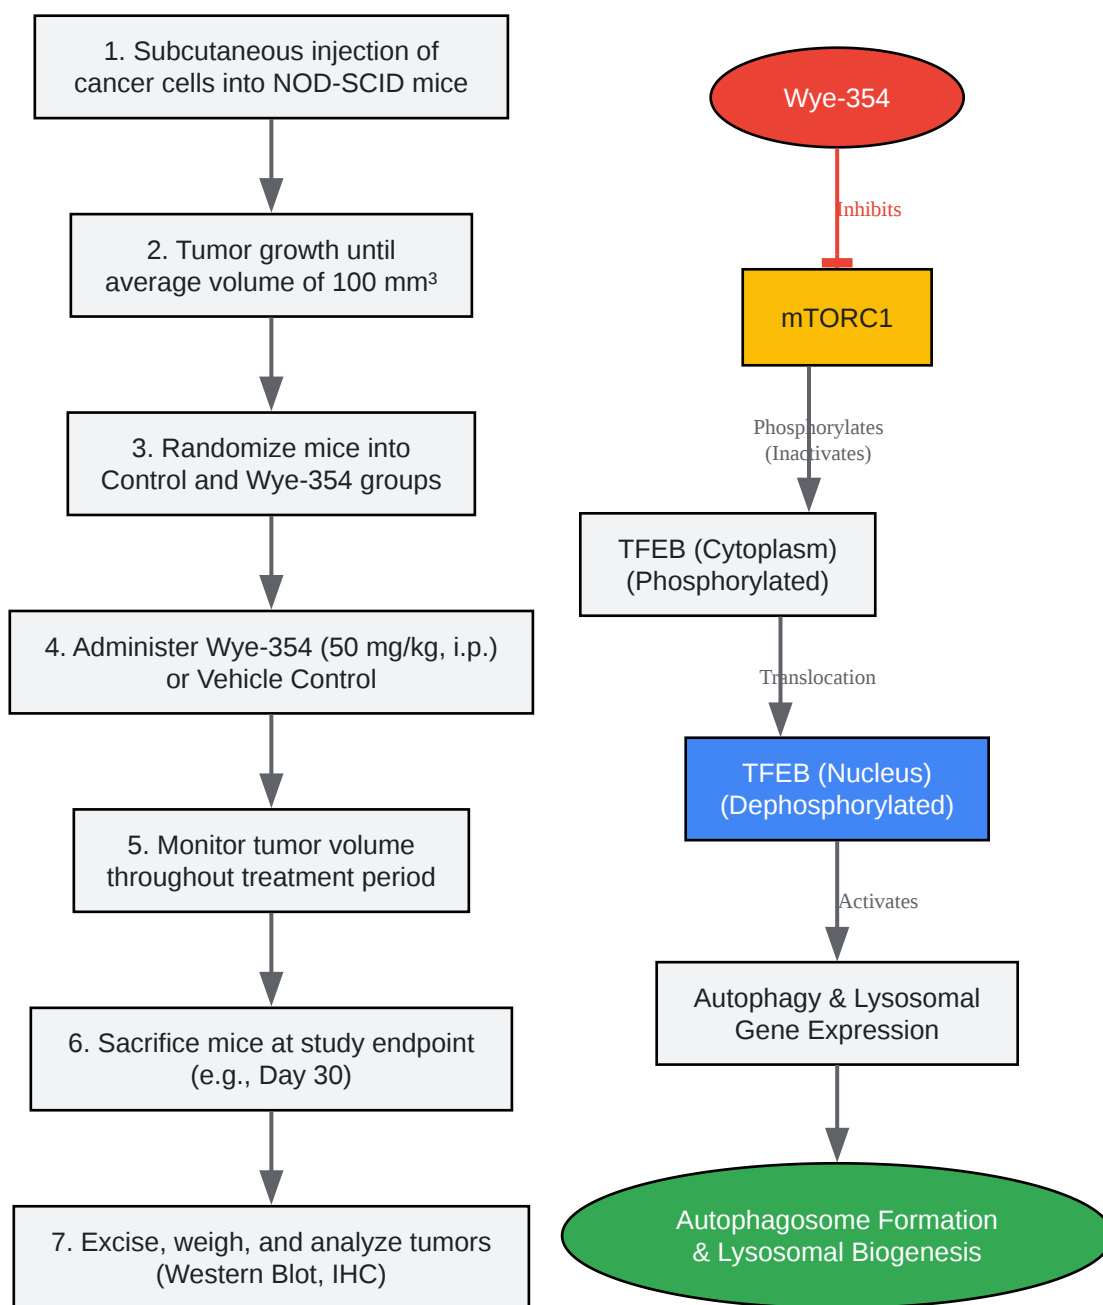 1. Subcutaneous injection of
cancer cells into NOD-SCID mice
2. Tumor growth until
average volume of 100 mm³
3. Randomize mice into
Control and Wye-354 groups
4. Administer Wye-354 (50 mg/kg, i.p.)
or Vehicle Control
5. Monitor tumor volume
throughout treatment period
6. Sacrifice mice at study endpoint
(e.g., Day 30)
7. Excise, weigh, and analyze tumors
(Western Blot, IHC)
Wye-354
Inhibits
mTORC1
Phosphorylates
(Inactivates)
TFEB (Cytoplasm)
(Phosphorylated)
Translocation
TFEB (Nucleus)
(Dephosphorylated)
Activates
Autophagy & Lysosomal
Gene Expression
Autophagosome Formation
& Lysosomal Biogenesis